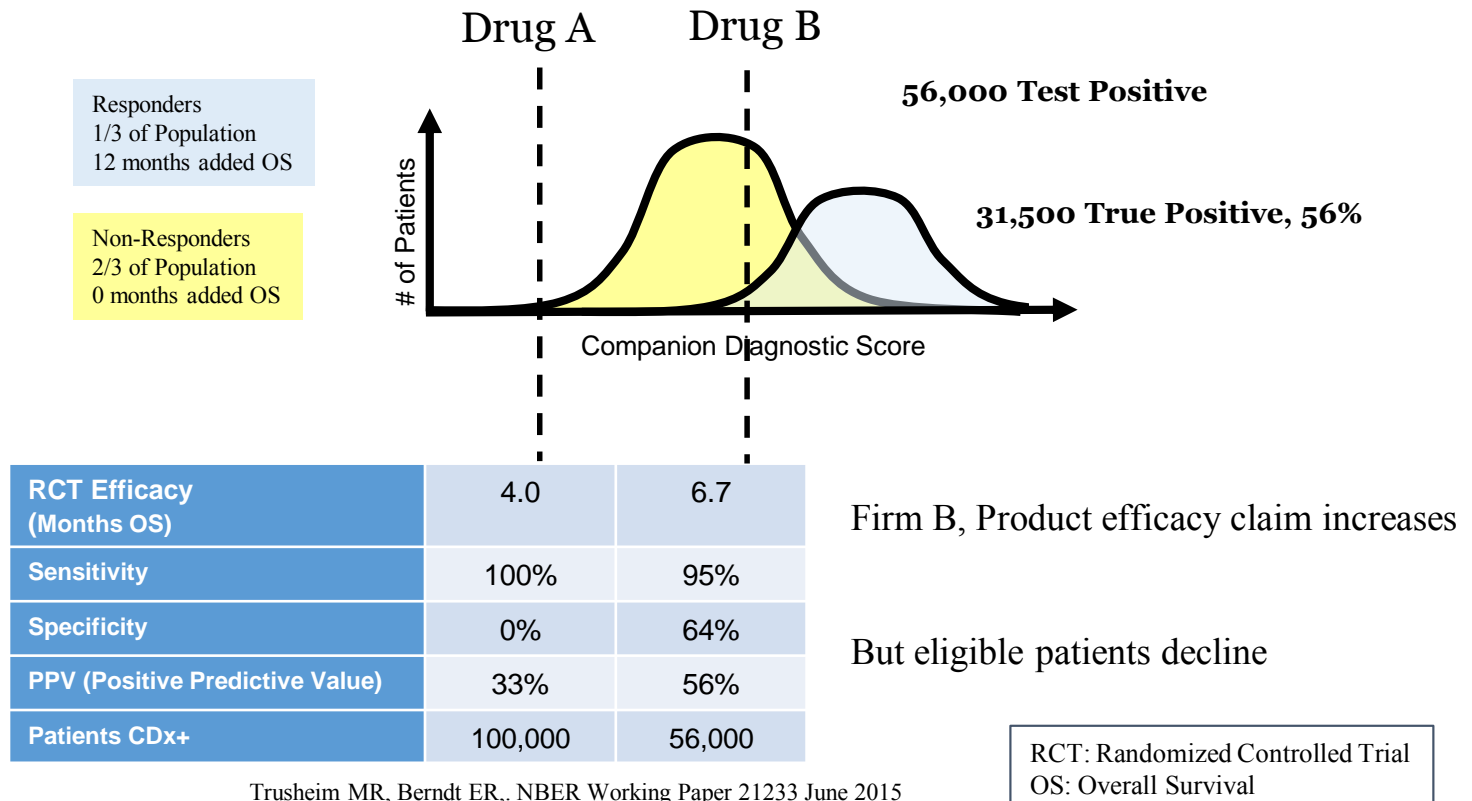 Drug A
Drug B
Responders
1/3 of Population
12 months added OS
Non-Responders
2/3 of Population
0 months added OS
56,000 Test Positive
31,500 True Positive, 56%
# of Patients
Companion Diagnostic Score
RCT Efficacy
(Months OS)
4.0
6.7
Sensitivity
100%
95%
Specificity
0%
64%
PPV (Positive Predictive Value)
33%
56%
Patients CDx+
100,000
56,000
Firm B, Product efficacy claim increases
But eligible patients decline
RCT: Randomized Controlled Trial
OS: Overall Survival
Trusheim MR, Berndt ER,. NBER Working Paper 21233 June 2015